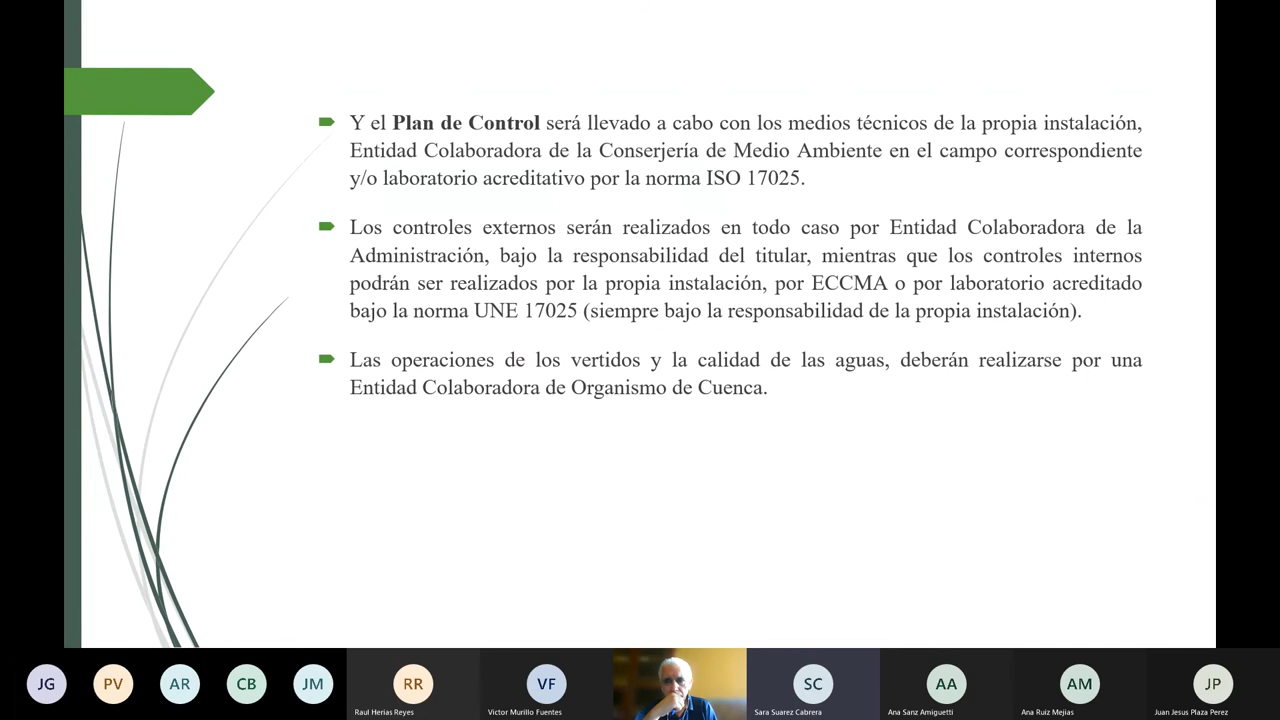 Y el Plan de Control será llevado a cabo con los medios técnicos de la propia instalación,
Entidad Colaboradora de la Conserjería de Medio Ambiente en el campo correspondiente
y/o laboratorio acreditativo por la norma ISO 17025.
Los controles externos serán realizados en todo caso por Entidad Colaboradora de la
Administración, bajo la responsabilidad del titular, mientras que los controles internos
podrán ser realizados por la propia instalación, por ECCMA o por laboratorio acreditado
bajo la norma UNE 17025 (siempre bajo la responsabilidad de la propia instalación).
Las operaciones de los vertidos y la calidad de las aguas, deberán realizarse por una
Entidad Colaboradora de Organismo de Cuenca.
JG PV AR CB JM RR VF SC AA AM JP
Raul Herias Reyes Victor Murillo Fuentes Sara Suarez Cabrera Ana Sanz Amiguetti Ana Ruiz Mejias Juan Jesus Plaza Perez